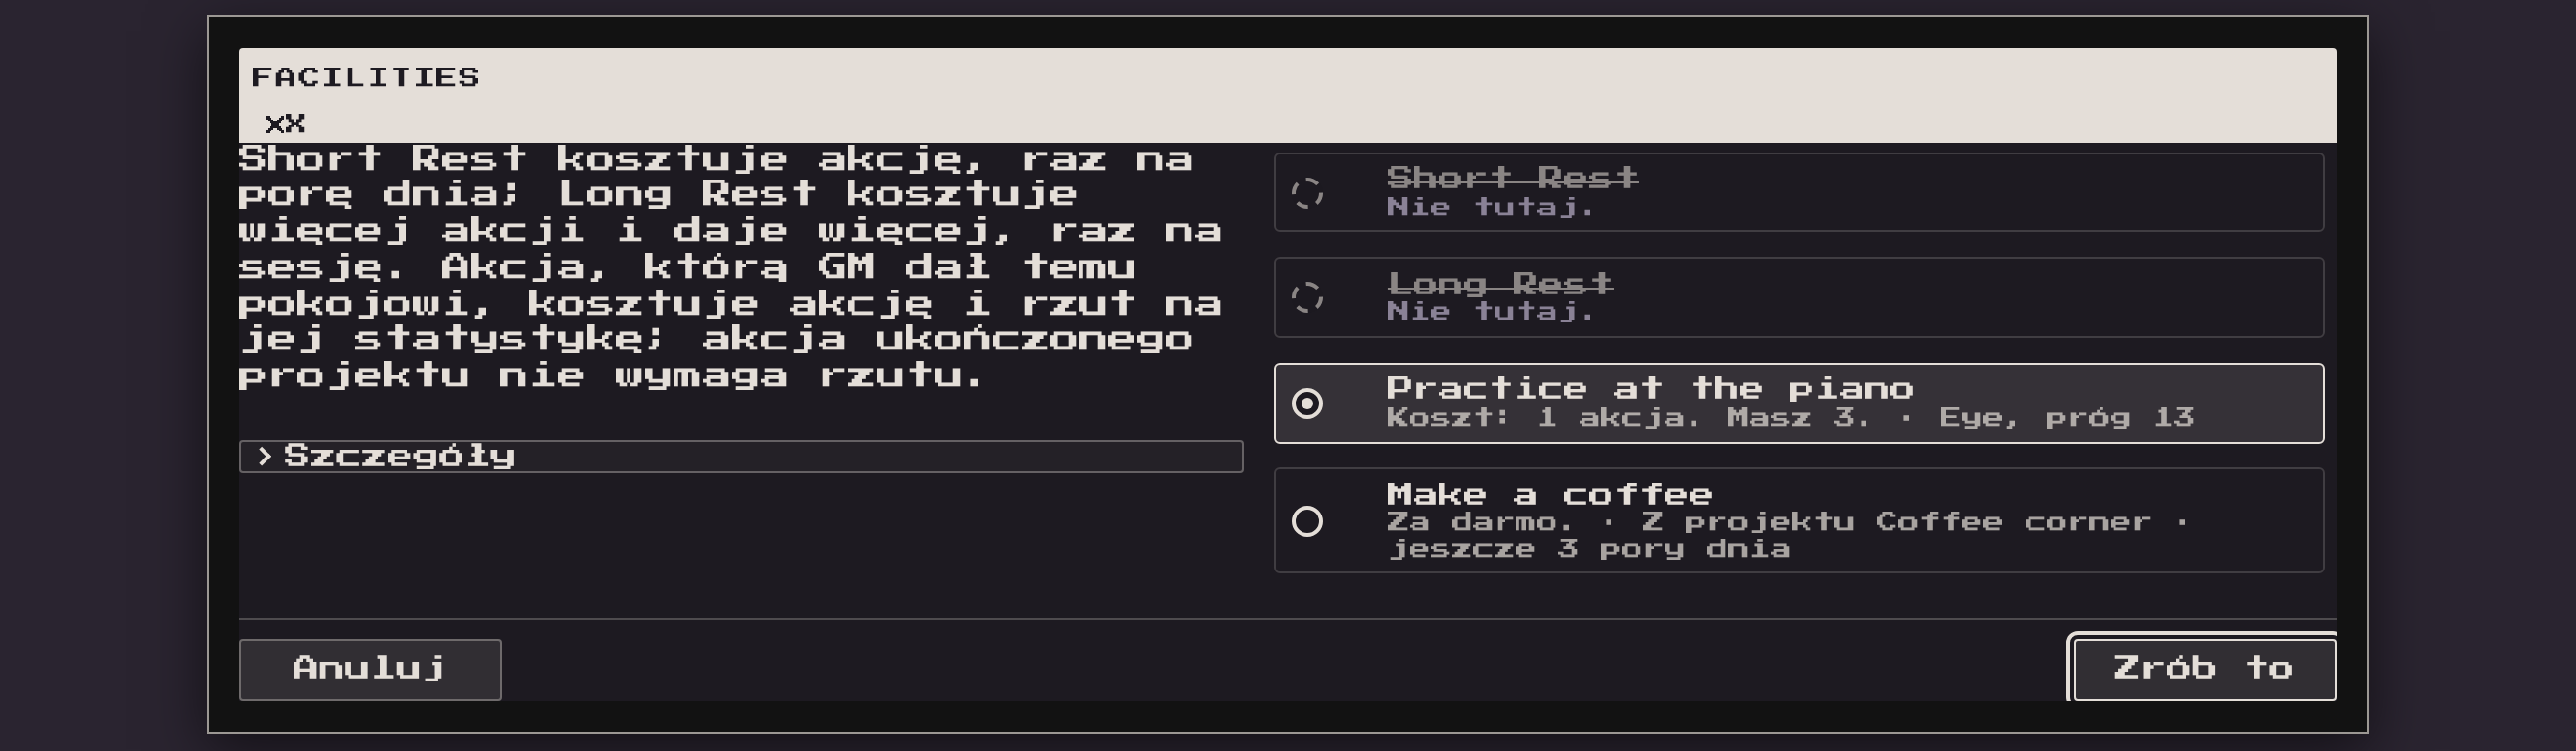 FACILITIES
xx
Short Rest kosztuje akcję, raz na
porę dnia; Long Rest kosztuje
więcej akcji i daje więcej, raz na
sesję. Akcja, którą GM dał temu
pokojowi, kosztuje akcję i rzut na
jej statystykę; akcja ukończonego
projektu nie wymaga rzutu.
Szczegóły
Short Rest
Nie tutaj.
Long Rest
Nie tutaj.
Practice at the piano
Koszt: 1 akcja. Masz 3. · Eye, próg 13
Make a coffee
Za darmo. · Z projektu Coffee corner ·
jeszcze 3 pory dnia
Anuluj
Zrób to